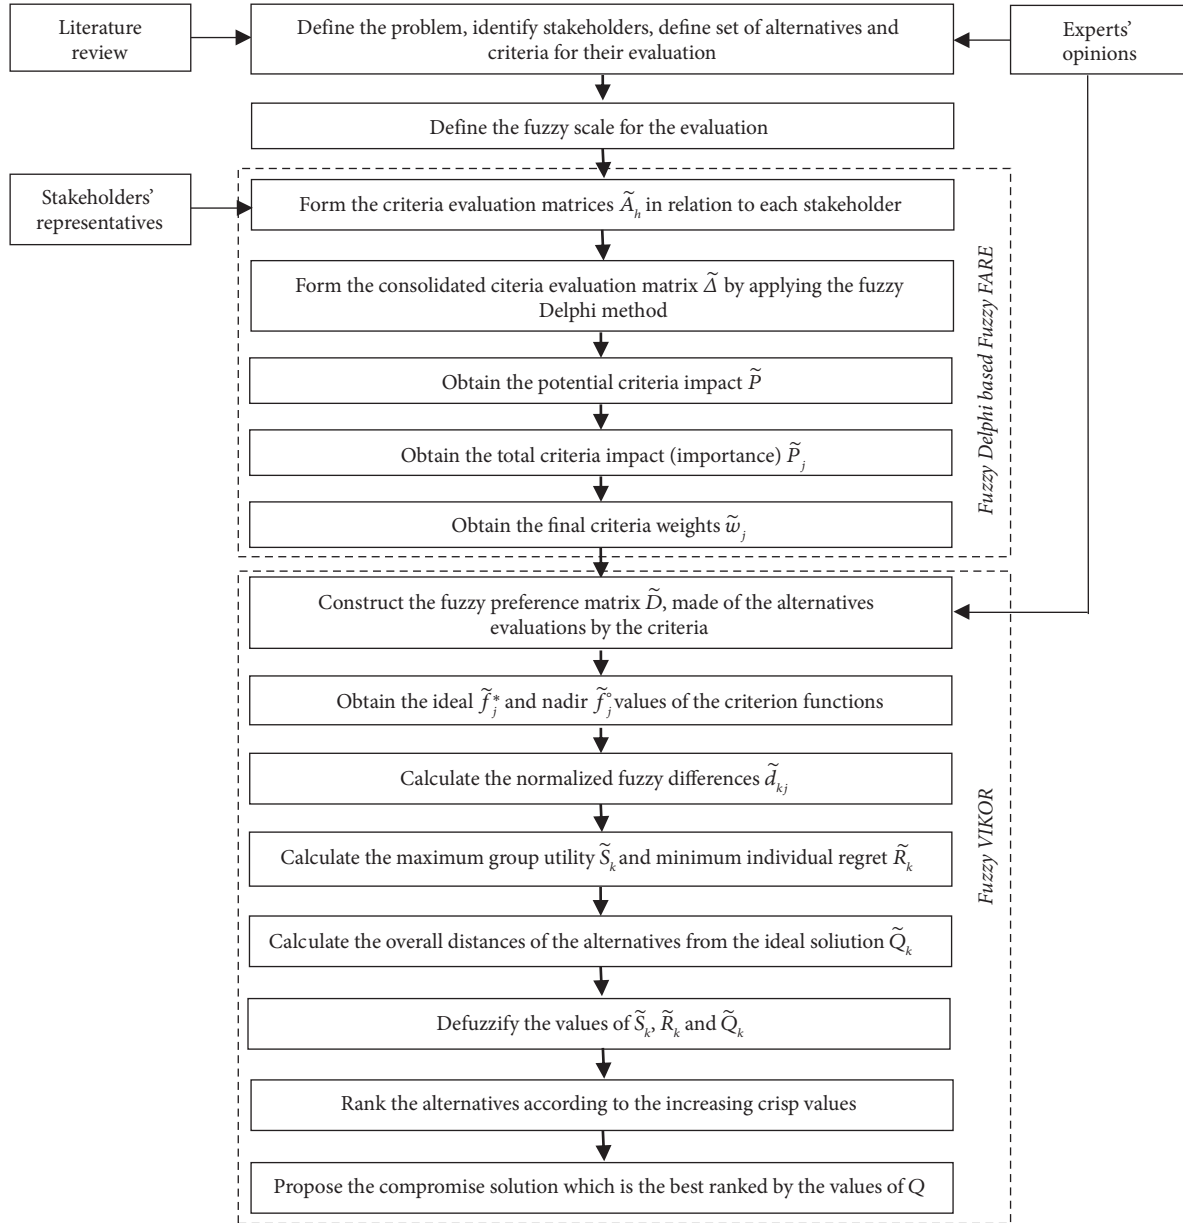 Literature
review
Define the problem, identify stakeholders, define set of alternatives and
criteria for their evaluation
Experts'
opinions
Define the fuzzy scale for the evaluation
Stakeholders'
representatives
Form the criteria evaluation matrices Ã_h in relation to each stakeholder
Form the consolidated citeria evaluation matrix Δ̃ by applying the fuzzy
Delphi method
Obtain the potential criteria impact P̃
Obtain the total criteria impact (importance) P̃_j
Obtain the final criteria weights w̃_j
Fuzzy Delphi based Fuzzy FARE
Construct the fuzzy preference matrix D̃, made of the alternatives
evaluations by the criteria
Obtain the ideal f̃_j^* and nadir f̃_j^° values of the criterion functions
Calculate the normalized fuzzy differences d̃_kj
Calculate the maximum group utility S̃_k and minimum individual regret R̃_k
Calculate the overall distances of the alternatives from the ideal soliution Q̃_k
Defuzzify the values of S̃_k, R̃_k and Q̃_k
Rank the alternatives according to the increasing crisp values
Propose the compromise solution which is the best ranked by the values of Q
Fuzzy VIKOR